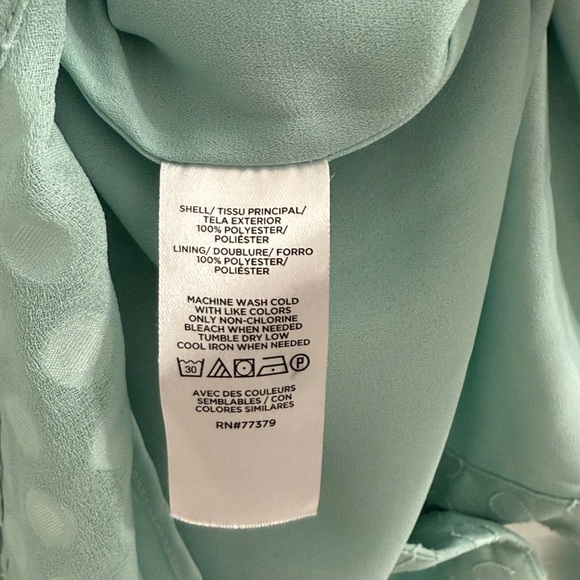 SHELL/ TISSU PRINCIPAL/
TELA EXTERIOR
100% POLYESTER/
POLIÉSTER
LINING/ DOUBLURE/ FORRO
100% POLYESTER/
POLIÉSTER
MACHINE WASH COLD
WITH LIKE COLORS
ONLY NON-CHLORINE
BLEACH WHEN NEEDED
TUMBLE DRY LOW
COOL IRON WHEN NEEDED
30 P
AVEC DES COULEURS
SEMBLABLES / CON
COLORES SIMILARES
RN#77379